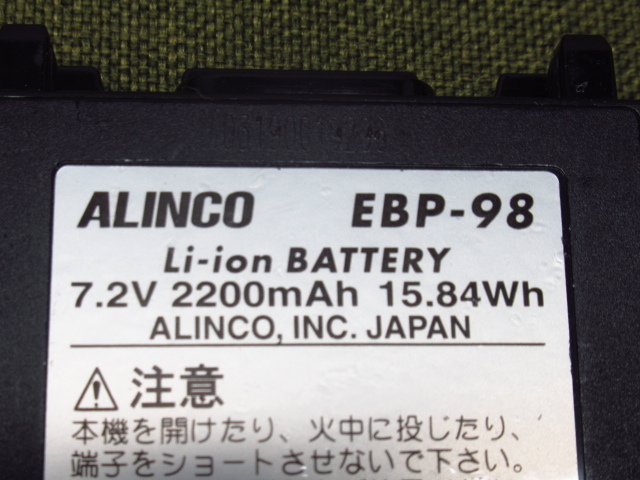 ALINCO EBP-98
Li-ion BATTERY
7.2V 2200mAh 15.84Wh
ALINCO, INC. JAPAN
注意
本機を開けたり、火中に投じたり、
端子をショートさせないで下さい。